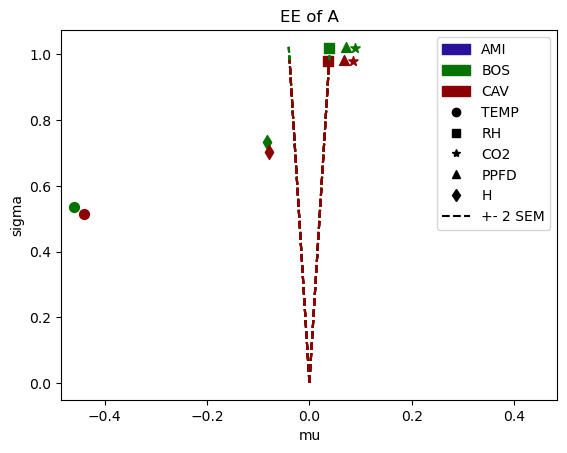 EE of A
sigma
1.0
0.8
0.6
0.4
0.2
0.0
−0.4
−0.2
0.0
0.2
0.4
mu
AMI
BOS
CAV
TEMP
RH
CO2
PPFD
H
+- 2 SEM